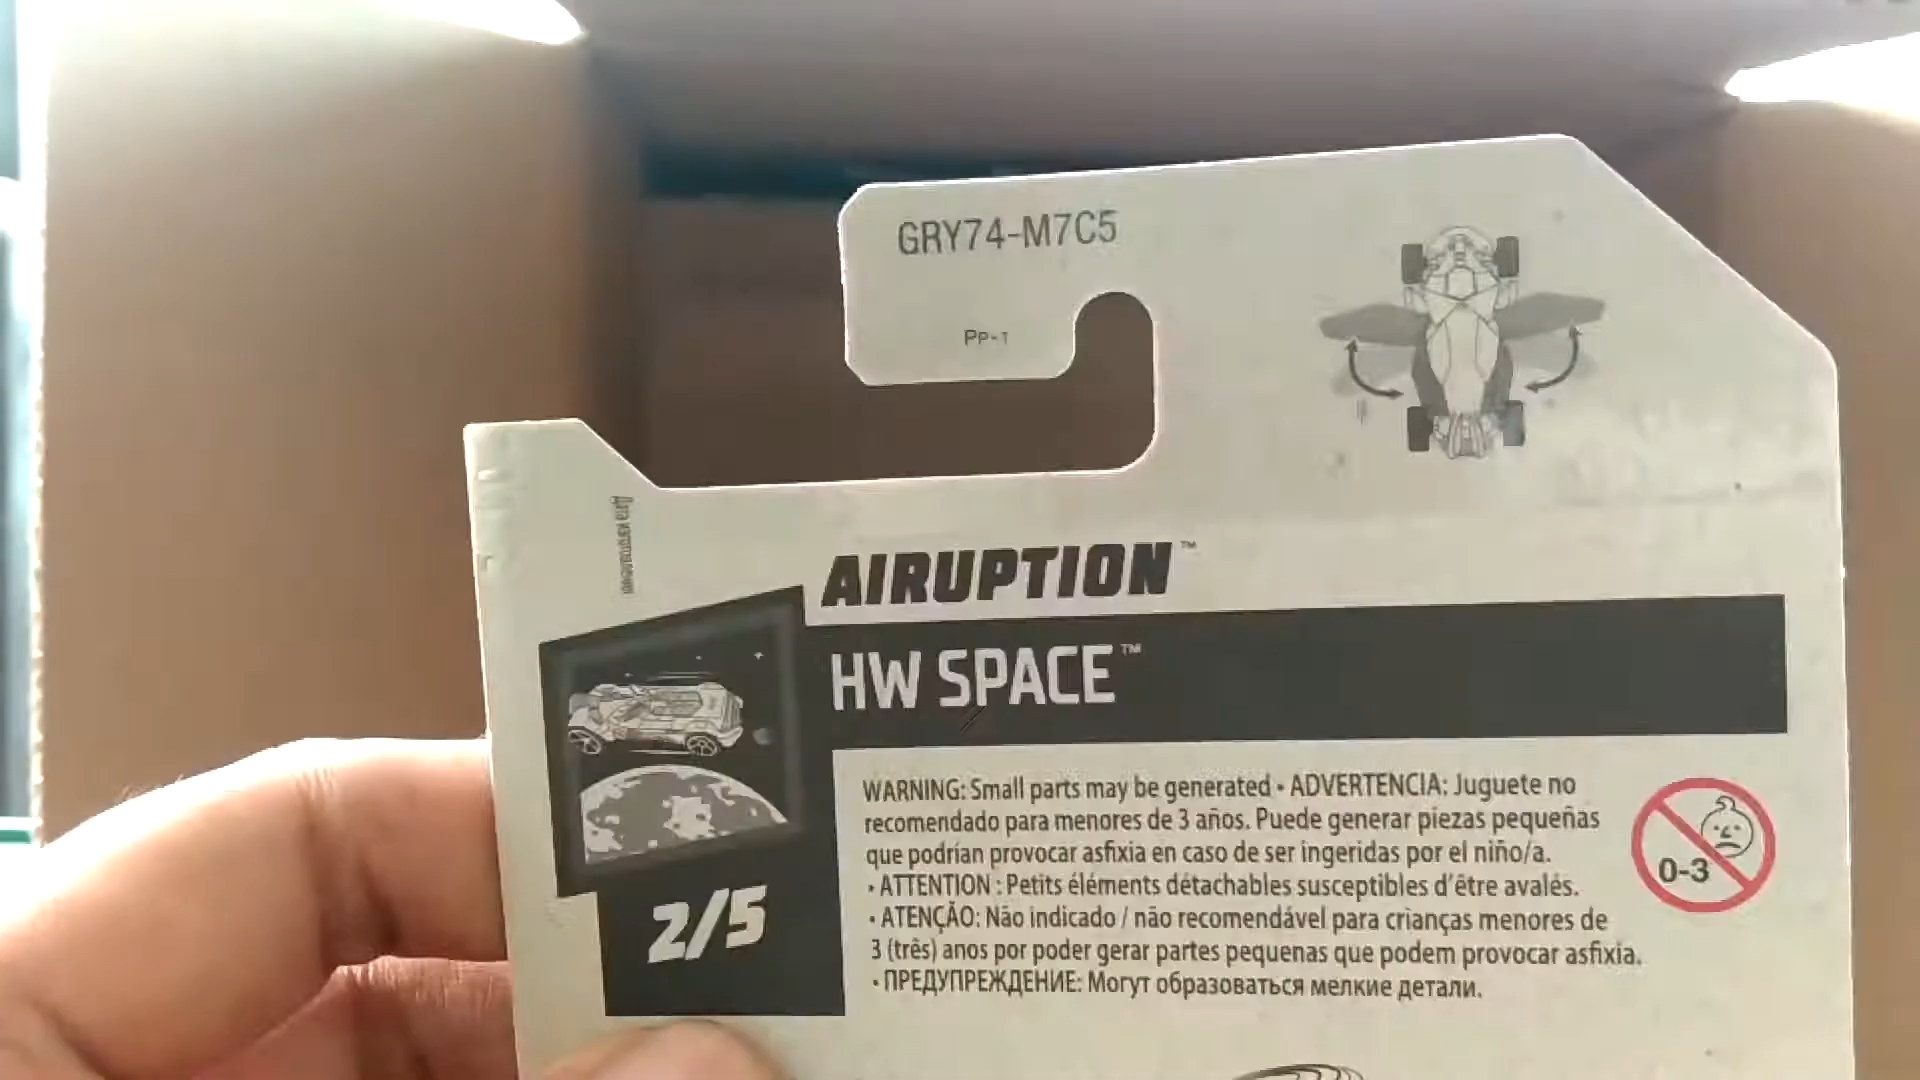 GRY74-M7C5
PP-1
Дата изготовления
AIRUPTION™
HW SPACE™
WARNING: Small parts may be generated • ADVERTENCIA: Juguete no
recomendado para menores de 3 años. Puede generar piezas pequeñas
que podrían provocar asfixia en caso de ser ingeridas por el niño/a.
• ATTENTION : Petits éléments détachables susceptibles d'être avalés.
• ATENÇÃO: Não indicado / não recomendável para crianças menores de
3 (três) anos por poder gerar partes pequenas que podem provocar asfixia.
• ПРЕДУПРЕЖДЕНИЕ: Могут образоваться мелкие детали.
0-3
2/5